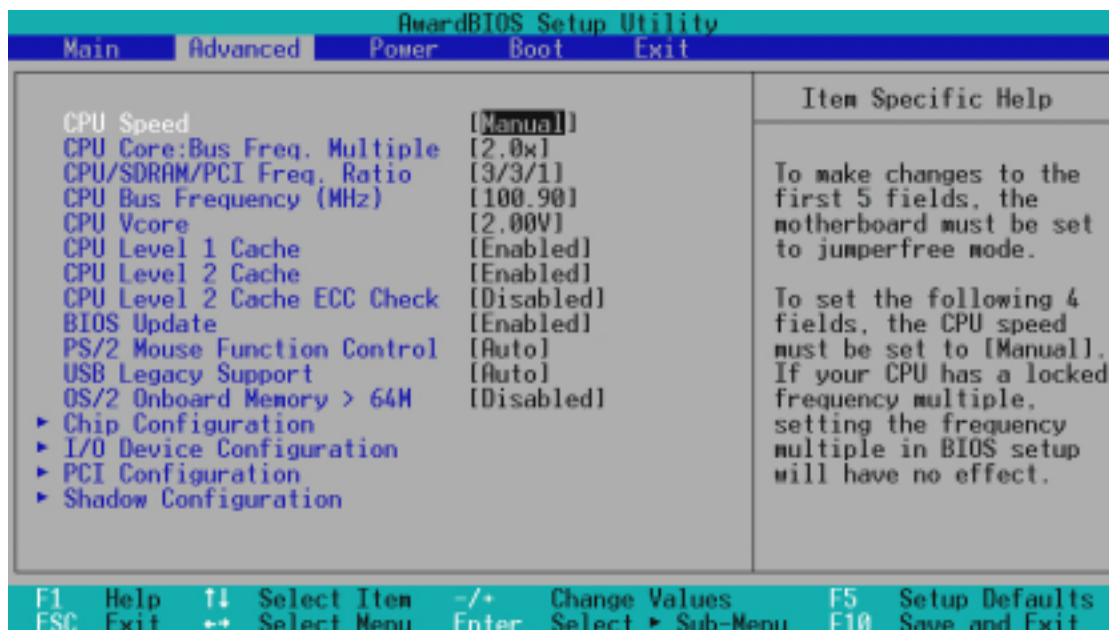 AwardBIOS Setup Utility
Main Advanced Power Boot Exit
CPU Speed [Manual]
CPU Core:Bus Freq. Multiple [2.0x]
CPU/SDRAM/PCI Freq. Ratio [3/3/1]
CPU Bus Frequency (MHz) [100.90]
CPU Vcore [2.00V]
CPU Level 1 Cache [Enabled]
CPU Level 2 Cache [Enabled]
CPU Level 2 Cache ECC Check [Disabled]
BIOS Update [Enabled]
PS/2 Mouse Function Control [Auto]
USB Legacy Support [Auto]
OS/2 Onboard Memory > 64M [Disabled]
▶ Chip Configuration
▶ I/O Device Configuration
▶ PCI Configuration
▶ Shadow Configuration
Item Specific Help
To make changes to the
first 5 fields, the
motherboard must be set
to jumperfree mode.
To set the following 4
fields, the CPU speed
must be set to [Manual].
If your CPU has a locked
frequency multiple,
setting the frequency
multiple in BIOS setup
will have no effect.
F1 Help ↑↓ Select Item -/+ Change Values F5 Setup Defaults
ESC Exit ←→ Select Menu Enter Select ▶ Sub-Menu F10 Save and Exit